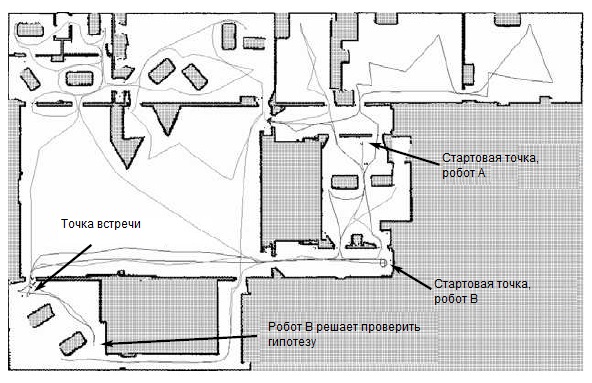 Стартовая точка,
робот А
Точка встречи
Стартовая точка,
робот В
Робот В решает проверить
гипотезу